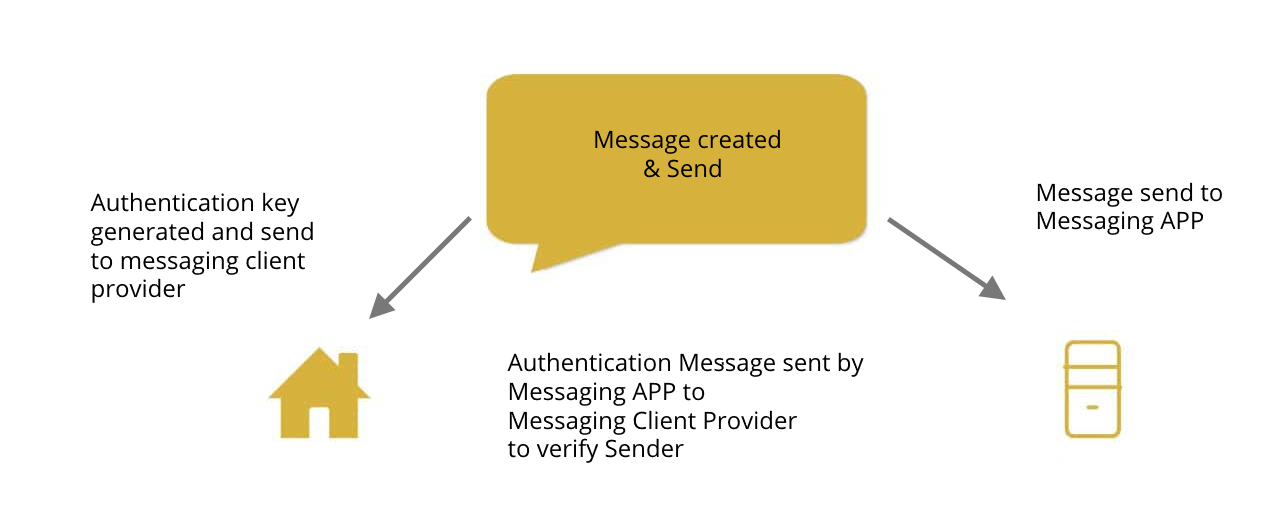 Message created
& Send
Authentication key
generated and send
to messaging client
provider
Message send to
Messaging APP
Authentication Message sent by
Messaging APP to
Messaging Client Provider
to verify Sender